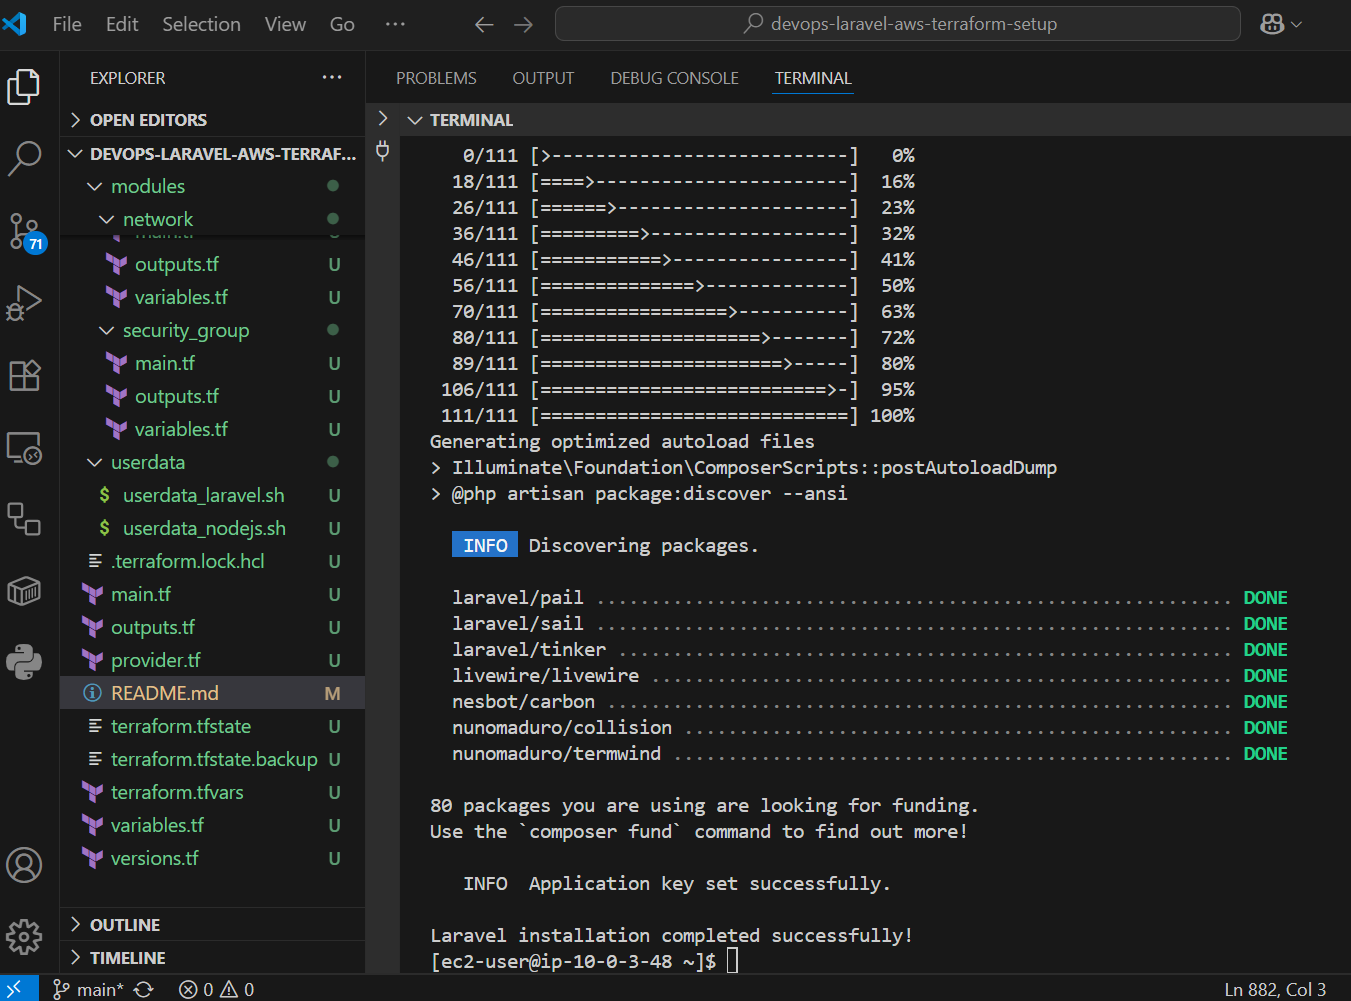 File Edit Selection View Go ···
devops-laravel-aws-terraform-setup
EXPLORER ···
OPEN EDITORS
DEVOPS-LARAVEL-AWS-TERRAF...
modules
network
main.tf U
outputs.tf U
variables.tf U
security_group
main.tf U
outputs.tf U
variables.tf U
userdata
$ userdata_laravel.sh U
$ userdata_nodejs.sh U
.terraform.lock.hcl U
main.tf U
outputs.tf U
provider.tf U
README.md M
terraform.tfstate U
terraform.tfstate.backup U
terraform.tfvars U
variables.tf U
versions.tf U
OUTLINE
TIMELINE
71
PROBLEMS OUTPUT DEBUG CONSOLE TERMINAL
TERMINAL
0/111 [>---------------------------] 0%
18/111 [====>-----------------------] 16%
26/111 [======>---------------------] 23%
36/111 [=========>------------------] 32%
46/111 [===========>----------------] 41%
56/111 [==============>-------------] 50%
70/111 [=================>----------] 63%
80/111 [====================>-------] 72%
89/111 [======================>-----] 80%
106/111 [==========================>-] 95%
111/111 [============================] 100%
Generating optimized autoload files
> Illuminate\Foundation\ComposerScripts::postAutoloadDump
> @php artisan package:discover --ansi
INFO Discovering packages.
laravel/pail .......................................................... DONE
laravel/sail .......................................................... DONE
laravel/tinker ........................................................ DONE
livewire/livewire ..................................................... DONE
nesbot/carbon ......................................................... DONE
nunomaduro/collision .................................................. DONE
nunomaduro/termwind ................................................... DONE
80 packages you are using are looking for funding.
Use the `composer fund` command to find out more!
INFO Application key set successfully.
Laravel installation completed successfully!
[ec2-user@ip-10-0-3-48 ~]$
main* 0 0 Ln 882, Col 3